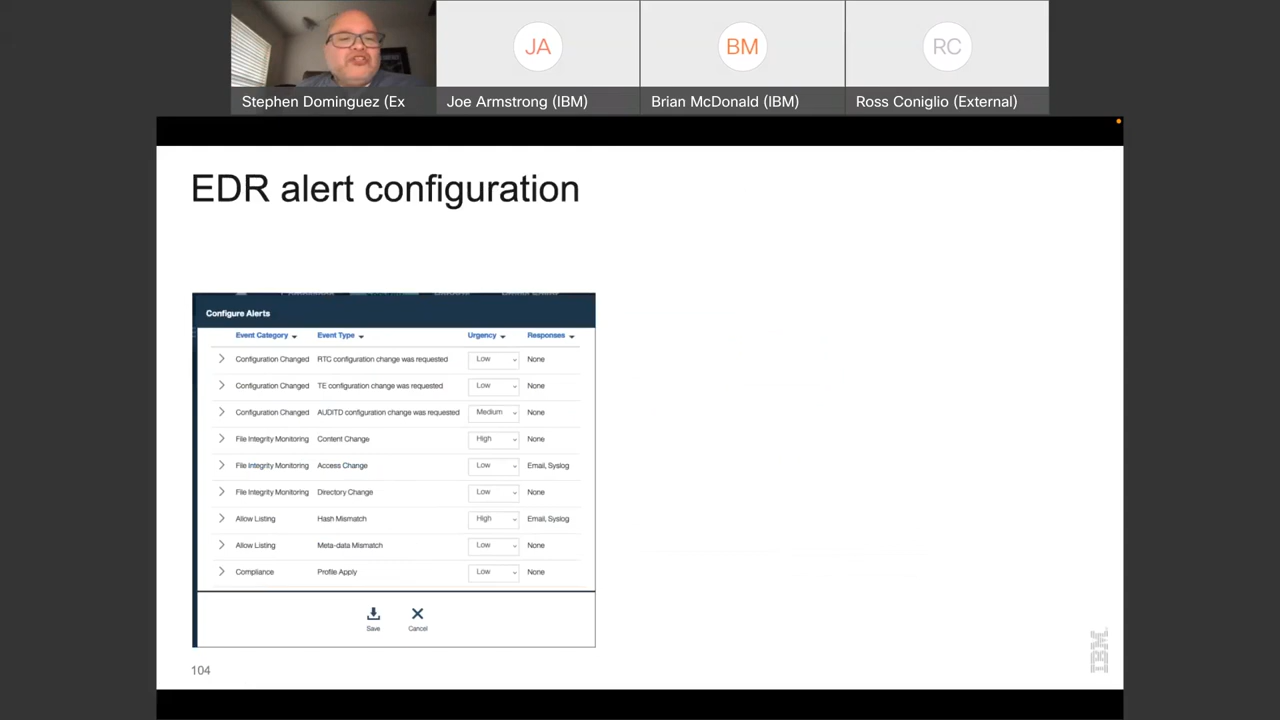 JA
BM
RC
Stephen Dominguez (Ex
Joe Armstrong (IBM)
Brian McDonald (IBM)
Ross Coniglio (External)
EDR alert configuration
Configure Alerts
Event Category Event Type Urgency Responses
Configuration Changed RTC configuration change was requested Low None
Configuration Changed TE configuration change was requested Low None
Configuration Changed AUDITD configuration change was requested Medium None
File Integrity Monitoring Content Change High None
File Integrity Monitoring Access Change Low Email, Syslog
File Integrity Monitoring Directory Change Low None
Allow Listing Hash Mismatch High Email, Syslog
Allow Listing Meta-data Mismatch Low None
Compliance Profile Apply Low None
Save Cancel
104
IBM